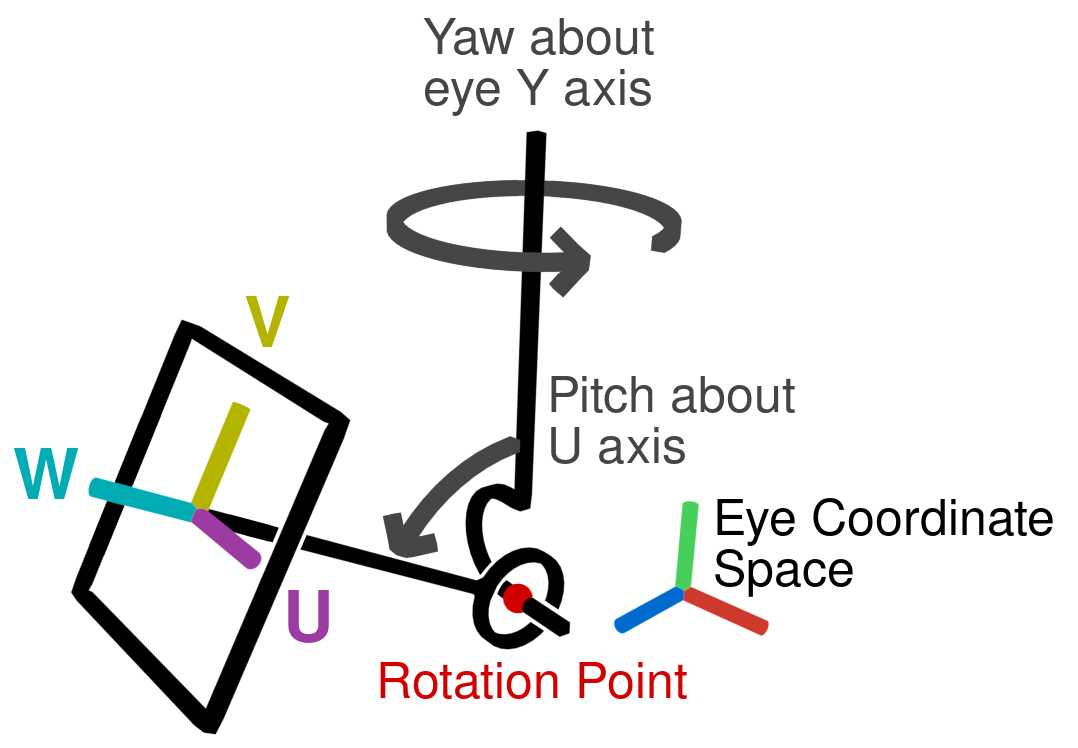 Yaw about
eye Y axis
V
Pitch about
U axis
W
Eye Coordinate
Space
U
Rotation Point